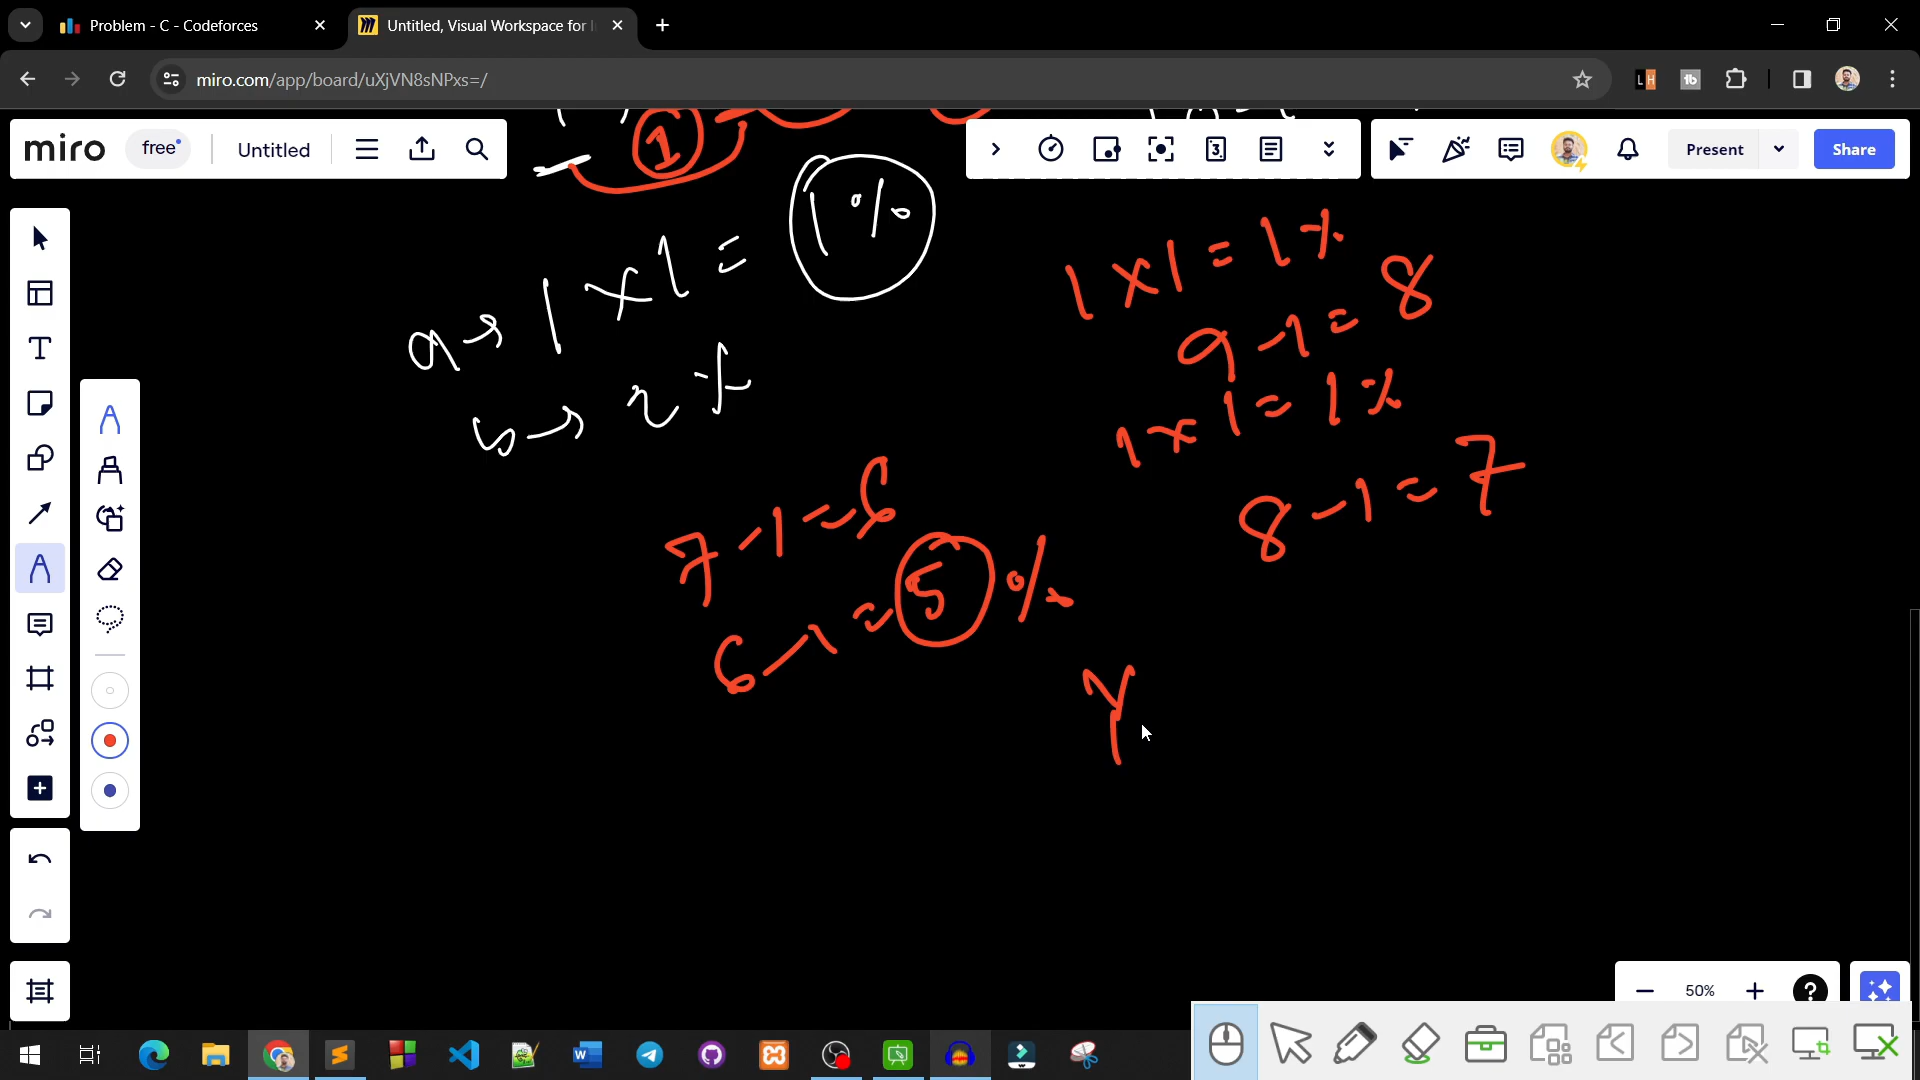 Problem - C - Codeforces
Untitled, Visual Workspace for
miro.com/app/board/uXjVN8sNPxs=/
miro
free
Untitled
3
Present
Share
1
1%
a → 1 x 1 =
b → 2 %
1 x 1 = 1 %
9 - 1 = 8
1 x 1 = 1 %
8 - 1 = 7
7 - 1 = 6
6 - 1 = 5 %
Y
50%
?